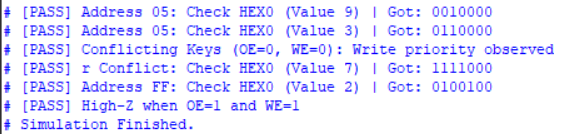 # [PASS] Address 05: Check HEX0 (Value 9) | Got: 0010000
# [PASS] Address 05: Check HEX0 (Value 3) | Got: 0110000
# [PASS] Conflicting Keys (OE=0, WE=0): Write priority observed
# [PASS] r Conflict: Check HEX0 (Value 7) | Got: 1111000
# [PASS] Address FF: Check HEX0 (Value 2) | Got: 0100100
# [PASS] High-Z when OE=1 and WE=1
# Simulation Finished.